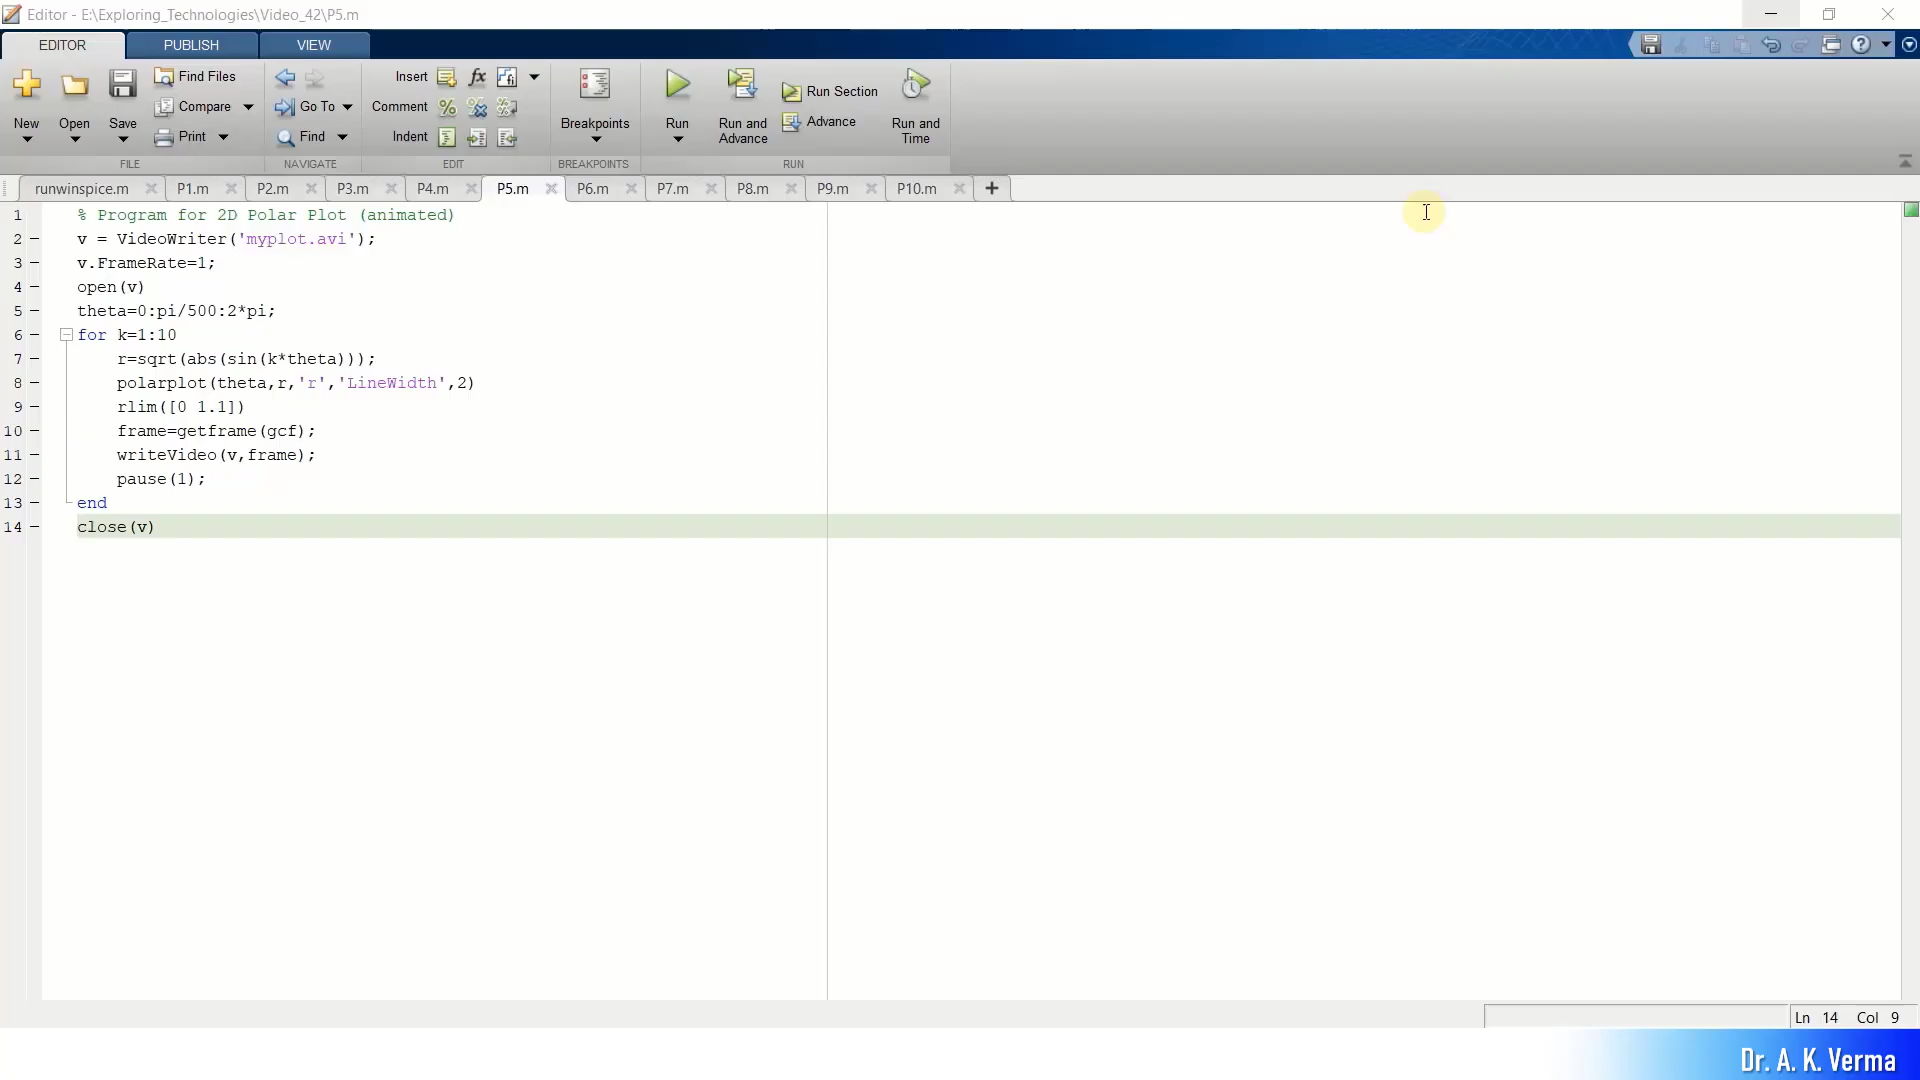 Editor - E:\Exploring_Technologies\Video_42\P5.m
EDITOR PUBLISH VIEW
New Open Save Find Files Compare Print
FILE
Go To Find
NAVIGATE
Insert fx
Comment
Indent
EDIT
Breakpoints
BREAKPOINTS
Run Run and Advance Run Section Advance Run and Time
RUN
runwinspice.m P1.m P2.m P3.m P4.m P5.m P6.m P7.m P8.m P9.m P10.m
1 % Program for 2D Polar Plot (animated)
2 v = VideoWriter('myplot.avi');
3 v.FrameRate=1;
4 open(v)
5 theta=0:pi/500:2*pi;
6 for k=1:10
7 r=sqrt(abs(sin(k*theta)));
8 polarplot(theta,r,'r','LineWidth',2)
9 rlim([0 1.1])
10 frame=getframe(gcf);
11 writeVideo(v,frame);
12 pause(1);
13 end
14 close(v)
Ln 14 Col 9
Dr. A. K. Verma